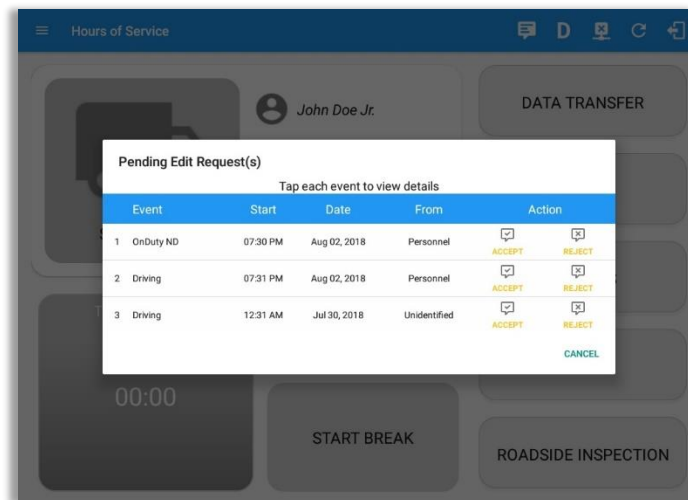 Hours of Service
D
John Doe Jr.
DATA TRANSFER
Pending Edit Request(s)
Tap each event to view details
Event Start Date From Action
1 OnDuty ND 07:30 PM Aug 02, 2018 Personnel ACCEPT REJECT
2 Driving 07:31 PM Aug 02, 2018 Personnel ACCEPT REJECT
3 Driving 12:31 AM Jul 30, 2018 Unidentified ACCEPT REJECT
CANCEL
00:00
START BREAK
ROADSIDE INSPECTION